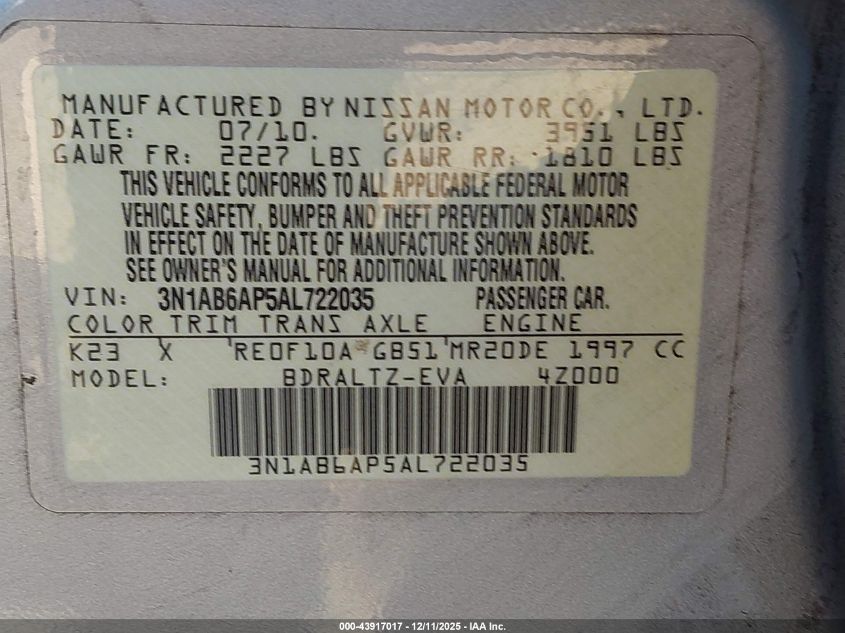 MANUFACTURED BY NISSAN MOTOR CO., LTD.
DATE: 07/10. GVWR: 3951 LBS
GAWR FR: 2227 LBS GAWR RR: 1810 LBS
THIS VEHICLE CONFORMS TO ALL APPLICABLE FEDERAL MOTOR
VEHICLE SAFETY, BUMPER AND THEFT PREVENTION STANDARDS
IN EFFECT ON THE DATE OF MANUFACTURE SHOWN ABOVE.
SEE OWNER'S MANUAL FOR ADDITIONAL INFORMATION.
VIN: 3N1AB6AP5AL722035 PASSENGER CAR.
COLOR TRIM TRANS AXLE ENGINE
K23 X RE0F10A GB51 MR20DE 1997 CC
MODEL: BDRALTZ-EVA 4Z000
3N1AB6AP5AL722035
000-43917017 - 12/11/2025 - IAA Inc.